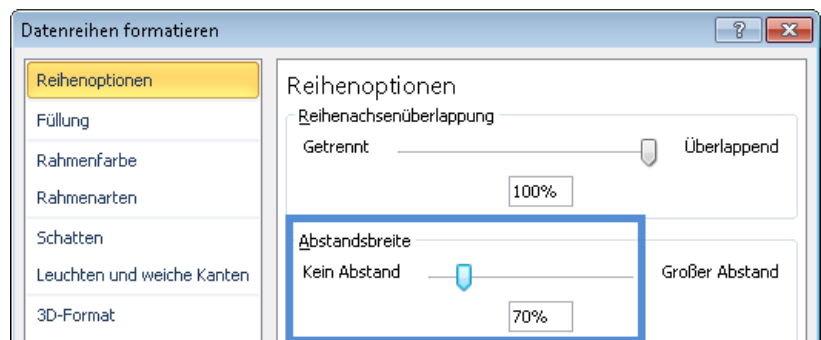 Datenreihen formatieren
Reihenoptionen
Füllung
Rahmenfarbe
Rahmenarten
Schatten
Leuchten und weiche Kanten
3D-Format
Reihenoptionen
Reihenachsenüberlappung
Getrennt Überlappend
100%
Abstandsbreite
Kein Abstand Großer Abstand
70%